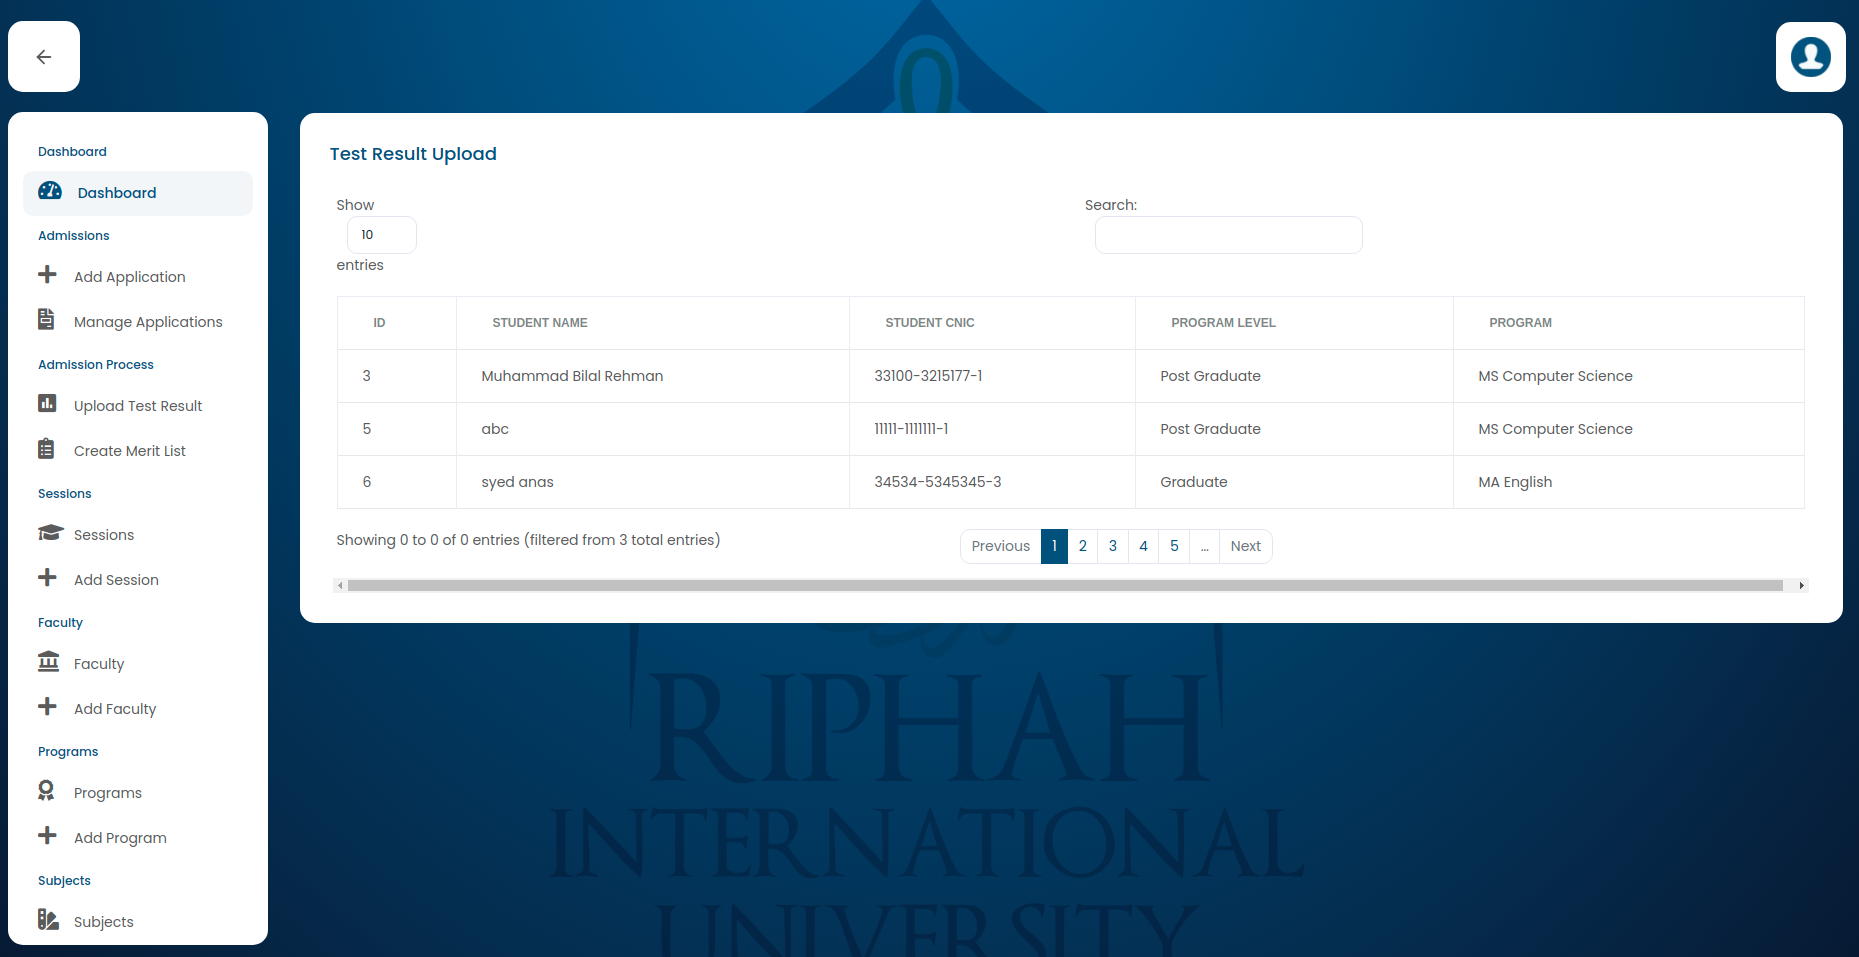 Dashboard
Dashboard
Admissions
Add Application
Manage Applications
Admission Process
Upload Test Result
Create Merit List
Sessions
Sessions
Add Session
Faculty
Faculty
Add Faculty
Programs
Programs
Add Program
Subjects
Subjects
Test Result Upload
Show
10
entries
Search:
ID STUDENT NAME STUDENT CNIC PROGRAM LEVEL PROGRAM
3 Muhammad Bilal Rehman 33100-3215177-1 Post Graduate MS Computer Science
5 abc 11111-1111111-1 Post Graduate MS Computer Science
6 syed anas 34534-5345345-3 Graduate MA English
Showing 0 to 0 of 0 entries (filtered from 3 total entries)
Previous 1 2 3 4 5 … Next
RIPHAH
INTERNATIONAL
UNIVERSITY